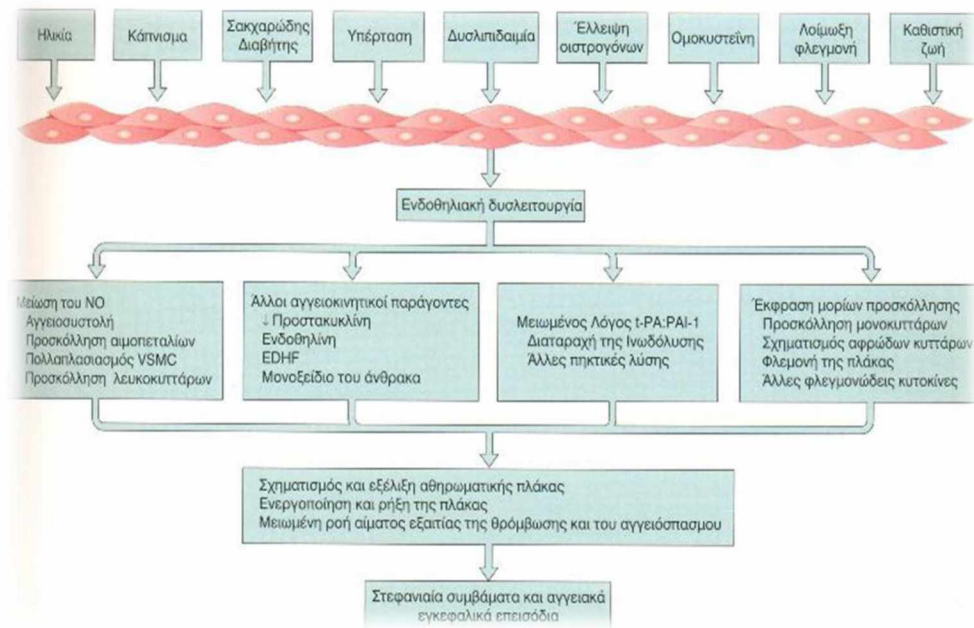 Ηλικία
Κάπνισμα
Σακχαρώδης
Διαβήτης
Υπέρταση
Δυσλιπιδαιμία
Έλλειψη
οιστρογόνων
Ομοκυστεΐνη
Λοίμωξη
φλεγμονή
Καθιστική
ζωή
Ενδοθηλιακή δυσλειτουργία
Μείωση του ΝΟ
Αγγειοσυστολή
Προσκόλληση αιμοπεταλίων
Πολλαπλασιασμός VSMC
Προσκόλληση λευκοκυττάρων
Άλλοι αγγειοκινητικοί παράγοντες
↓ Προστακυκλίνη
Ενδοθηλίνη
EDHF
Μονοξείδιο του άνθρακα
Μειωμένος Λόγος t-PA:PAI-1
Διαταραχή της Ινωδόλυσης
Άλλες πηκτικές λύσης
Έκφραση μορίων προσκόλλησης
Προσκόλληση μονοκυττάρων
Σχηματισμός αφρώδων κυττάρων
Φλεμονή της πλάκας
Άλλες φλεγμονώδεις κυτοκίνες
Σχηματισμός και εξέλιξη αθηρωματικής πλάκας
Ενεργοποίηση και ρήξη της πλάκας
Μειωμένη ροή αίματος εξαιτίας της θρόμβωσης και του αγγειόσπασμου
Στεφανιαία συμβάματα και αγγειακά
εγκεφαλικά επεισόδια